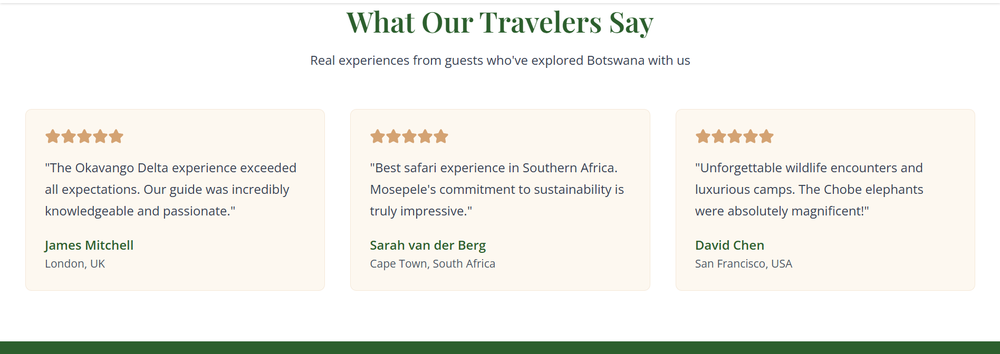 What Our Travelers Say
Real experiences from guests who've explored Botswana with us
"The Okavango Delta experience exceeded
all expectations. Our guide was incredibly
knowledgeable and passionate."
James Mitchell
London, UK
"Best safari experience in Southern Africa.
Mosepele's commitment to sustainability is
truly impressive."
Sarah van der Berg
Cape Town, South Africa
"Unforgettable wildlife encounters and
luxurious camps. The Chobe elephants
were absolutely magnificent!"
David Chen
San Francisco, USA